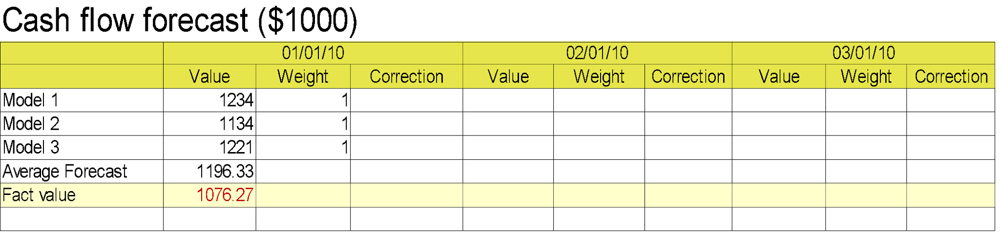 Cash flow forecast ($1000)
01/01/10 02/01/10 03/01/10
Value Weight Correction Value Weight Correction Value Weight Correction
Model 1 1234 1
Model 2 1134 1
Model 3 1221 1
Average Forecast 1196.33
Fact value 1076.27